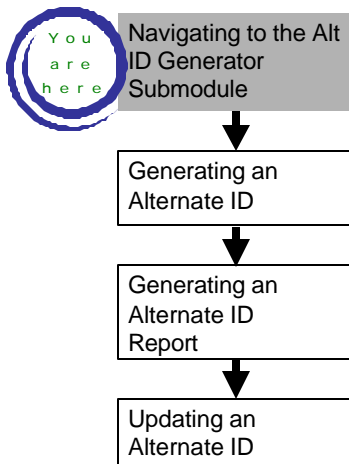 You
are
here
Navigating to the Alt
ID Generator
Submodule
Generating an
Alternate ID
Generating an
Alternate ID
Report
Updating an
Alternate ID